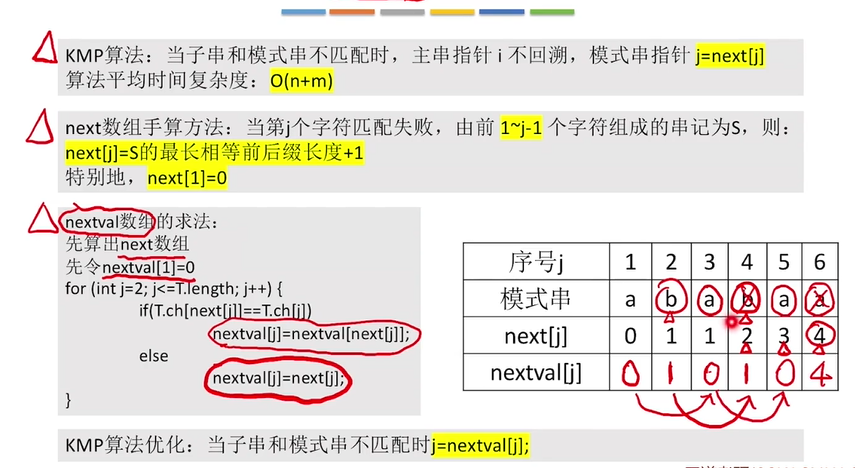 KMP算法：当子串和模式串不匹配时，主串指针 i 不回溯，模式串指针 j=next[j]
算法平均时间复杂度：O(n+m)
next数组手算方法：当第j个字符匹配失败，由前 1~j-1 个字符组成的串记为S，则：
next[j]=S的最长相等前后缀长度+1
特别地，next[1]=0
nextval数组的求法：
先算出next数组
先令nextval[1]=0
for (int j=2; j<=T.length; j++) {
if(T.ch[next[j]]==T.ch[j])
nextval[j]=nextval[next[j]];
else
nextval[j]=next[j];
}
序号j 1 2 3 4 5 6
模式串 a b a b a a
next[j] 0 1 1 2 3 4
nextval[j] 0 1 0 1 0 4
KMP算法优化：当子串和模式串不匹配时j=nextval[j];